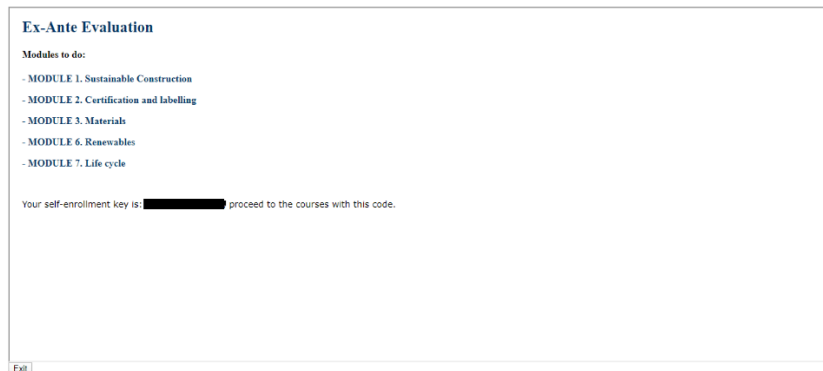 Ex-Ante Evaluation
Modules to do:
- MODULE 1. Sustainable Construction
- MODULE 2. Certification and labelling
- MODULE 3. Materials
- MODULE 6. Renewables
- MODULE 7. Life cycle
Your self-enrollment key is: proceed to the courses with this code.
Exit